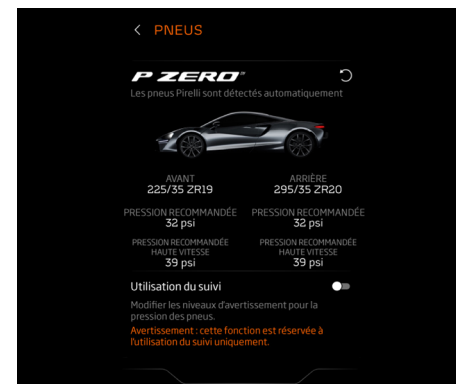 PNEUS
P ZERO®
Les pneus Pirelli sont détectés automatiquement
AVANT
225/35 ZR19
ARRIÈRE
295/35 ZR20
PRESSION RECOMMANDÉE
32 psi
PRESSION RECOMMANDÉE
32 psi
PRESSION RECOMMANDÉE
HAUTE VITESSE
39 psi
PRESSION RECOMMANDÉE
HAUTE VITESSE
39 psi
Utilisation du suivi
Modifier les niveaux d'avertissement pour la
pression des pneus.
Avertissement : cette fonction est réservée à
l'utilisation du suivi uniquement.